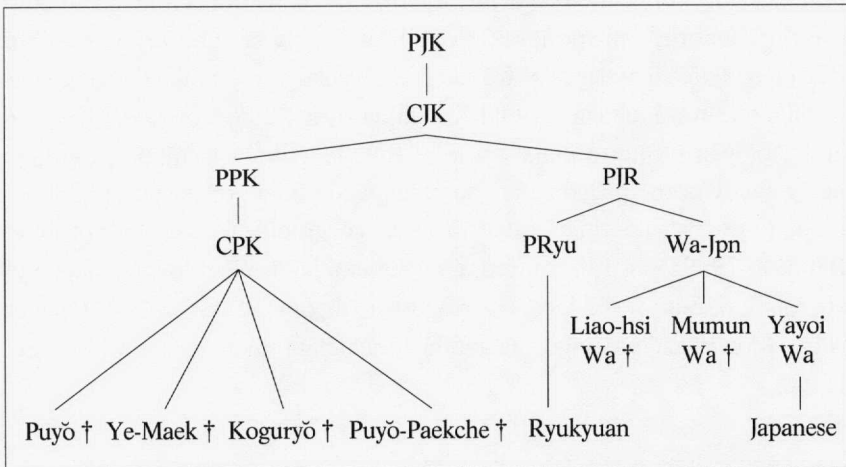 PJK
CJK
PPK PJR
CPK PRyu Wa-Jpn
Liao-hsi Mumun Yayoi
Wa † Wa † Wa
Puyŏ † Ye-Maek † Koguryŏ † Puyŏ-Paekche † Ryukyuan Japanese